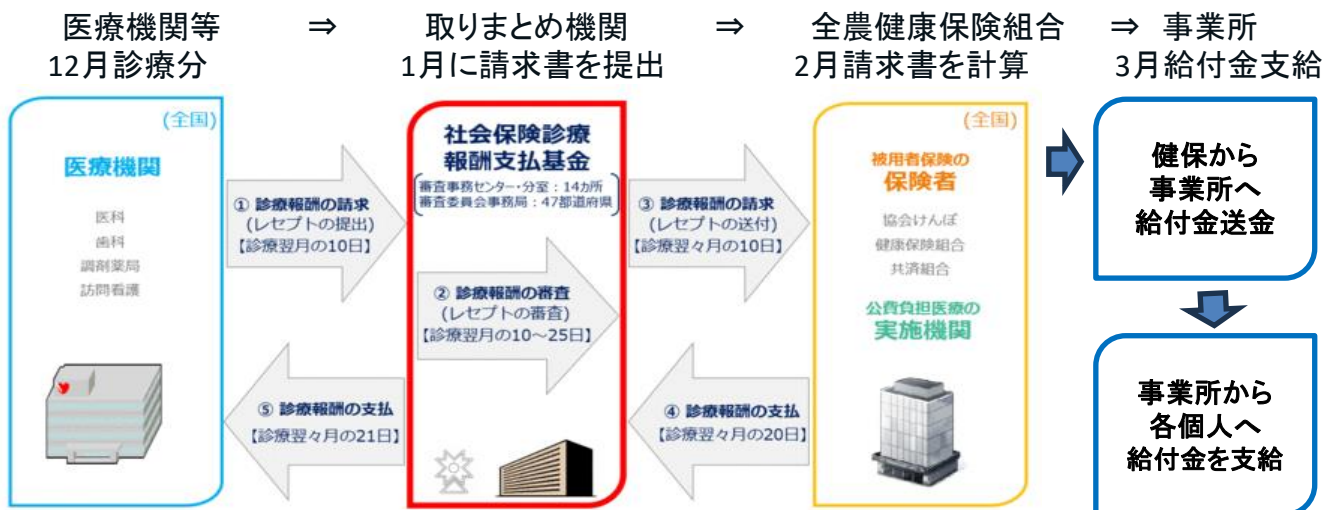 医療機関等 ⇒ 取りまとめ機関 ⇒ 全農健康保険組合 ⇒ 事業所
12月診療分 1月に請求書を提出 2月請求書を計算 3月給付金支給
(全国)
医療機関
医科
歯科
調剤薬局
訪問看護
① 診療報酬の請求
(レセプトの提出)
【診療翌月の10日】
社会保険診療
報酬支払基金
審査事務センター・分室：14カ所
審査委員会事務局：47都道府県
② 診療報酬の審査
(レセプトの審査)
【診療翌月の10～25日】
③ 診療報酬の請求
(レセプトの送付)
【診療翌々月の10日】
(全国)
被用者保険の
保険者
協会けんぽ
健康保険組合
共済組合
公費負担医療の
実施機関
④ 診療報酬の支払
【診療翌々月の20日】
⑤ 診療報酬の支払
【診療翌々月の21日】
健保から
事業所へ
給付金送金
事業所から
各個人へ
給付金を支給